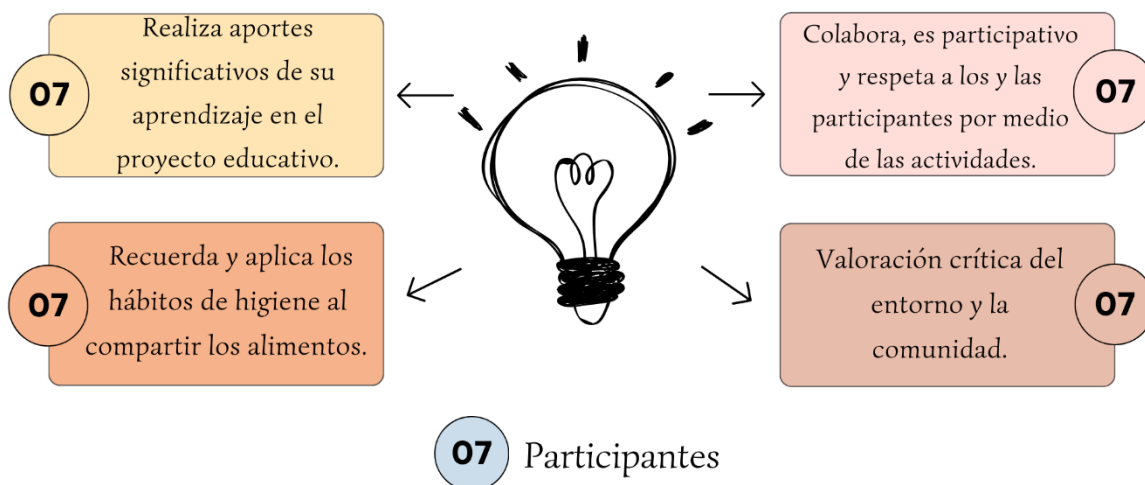 Realiza aportes
significativos de su
aprendizaje en el
proyecto educativo.
07
Colabora, es participativo
y respeta a los y las
participantes por medio
de las actividades.
07
Recuerda y aplica los
hábitos de higiene al
compartir los alimentos.
07
Valoración crítica del
entorno y la
comunidad.
07
07 Participantes